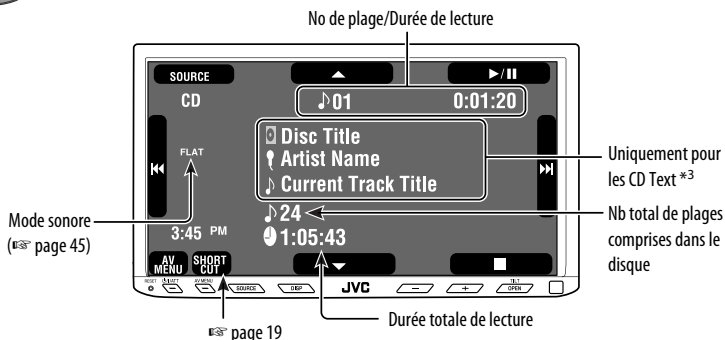 No de plage/Durée de lecture
SOURCE
▲
▶/II
CD
♪01
0:01:20
Disc Title
FLAT
Artist Name
Current Track Title
Uniquement pour
les CD Text *3
♪24
Nb total de plages
comprises dans le
disque
Mode sonore
(☞ page 45)
3:45 PM
1:05:43
AV
MENU
SHORT
CUT
▼
■
RESET
⏻/I/ATT
AV MENU
SOURCE
DISP
JVC
−
+
TILT
OPEN
☞ page 19
Durée totale de lecture